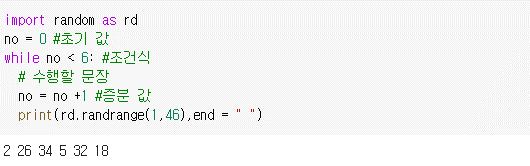 import random as rd
no = 0 #초기 값
while no < 6: #조건식
  # 수행할 문장
  no = no +1 #증분 값
  print(rd.randrange(1,46),end = " ")
2 26 34 5 32 18